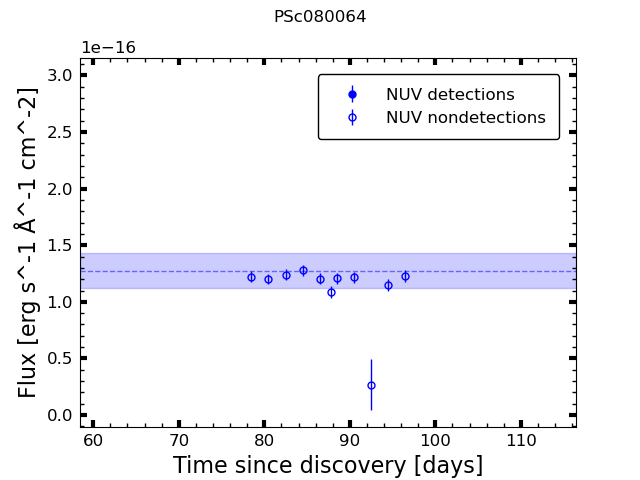 PSc080064
1e−16
3.0
2.5
2.0
1.5
1.0
0.5
0.0
Flux [erg s^-1 Å^-1 cm^-2]
NUV detections
NUV nondetections
60 70 80 90 100 110
Time since discovery [days]